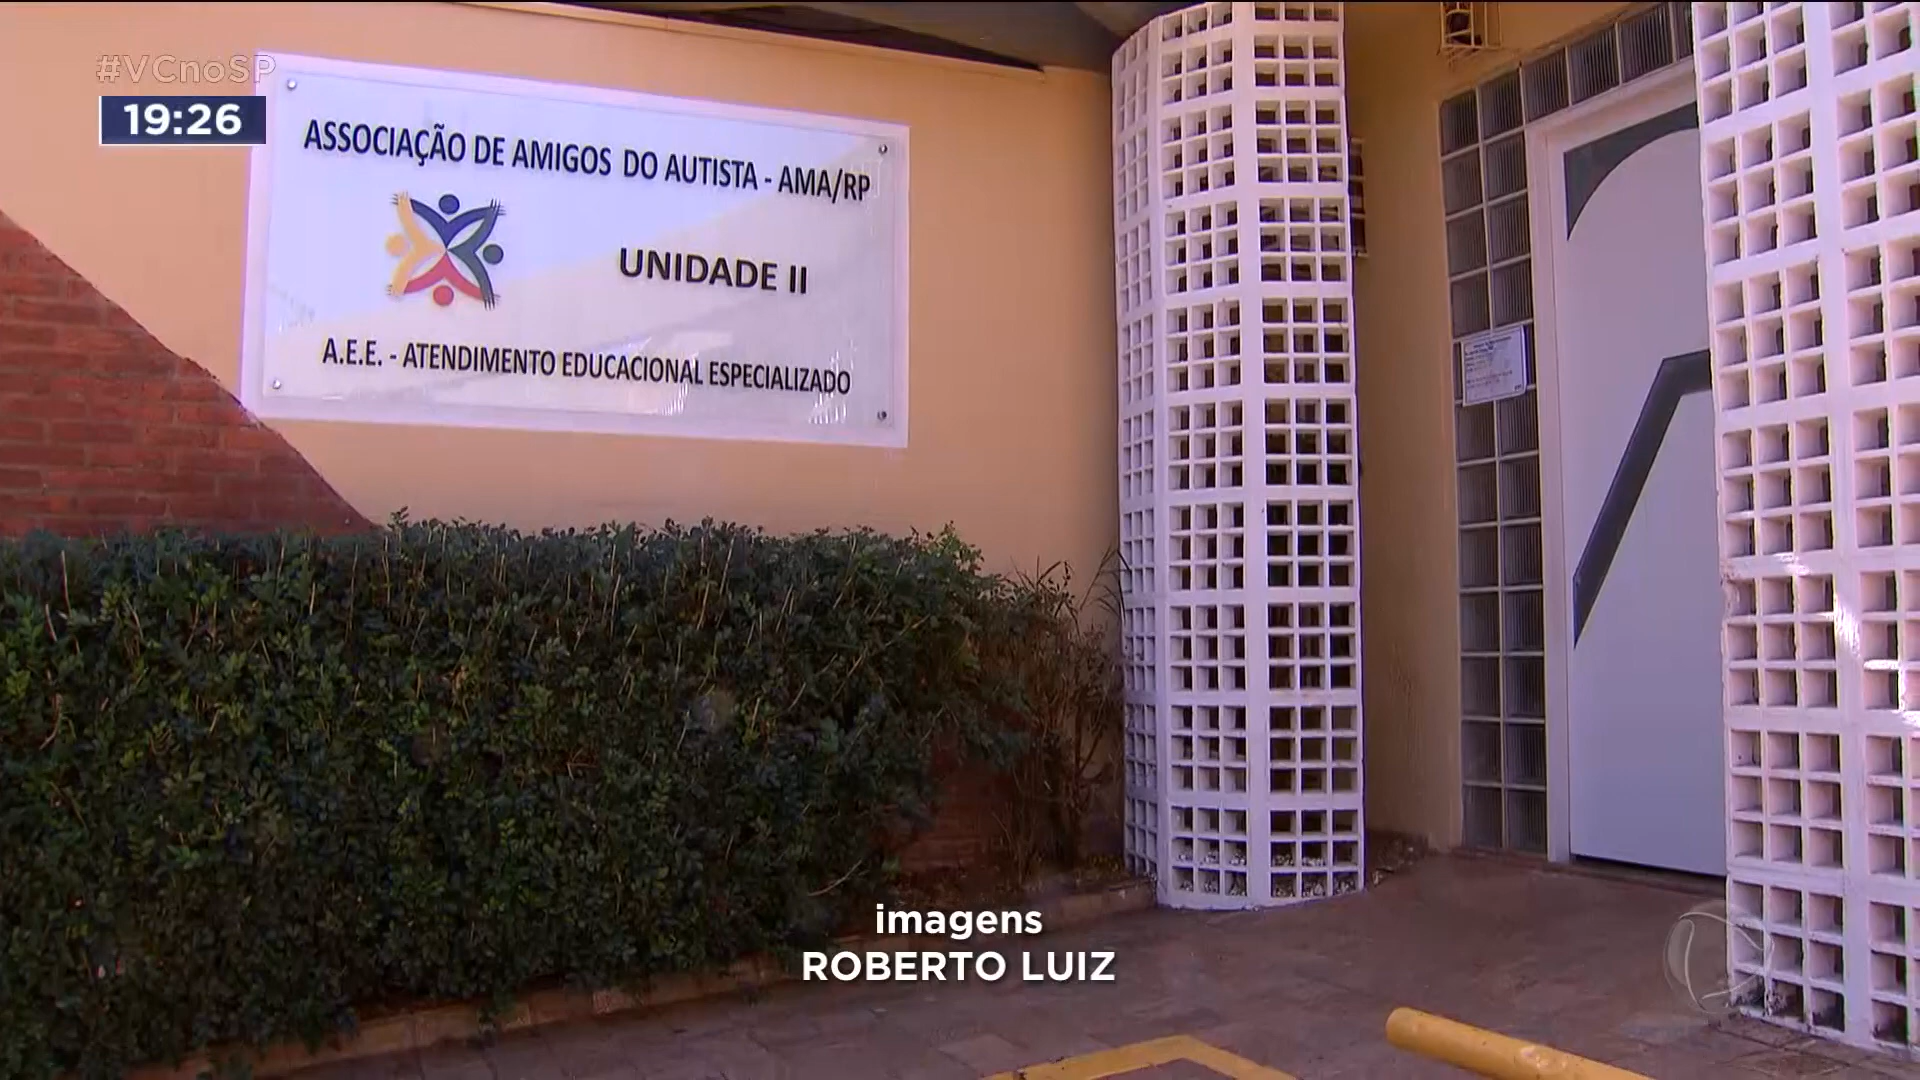 #VCnoSP
19:26
ASSOCIAÇÃO DE AMIGOS DO AUTISTA - AMA/RP
UNIDADE II
A.E.E. - ATENDIMENTO EDUCACIONAL ESPECIALIZADO
imagens
ROBERTO LUIZ